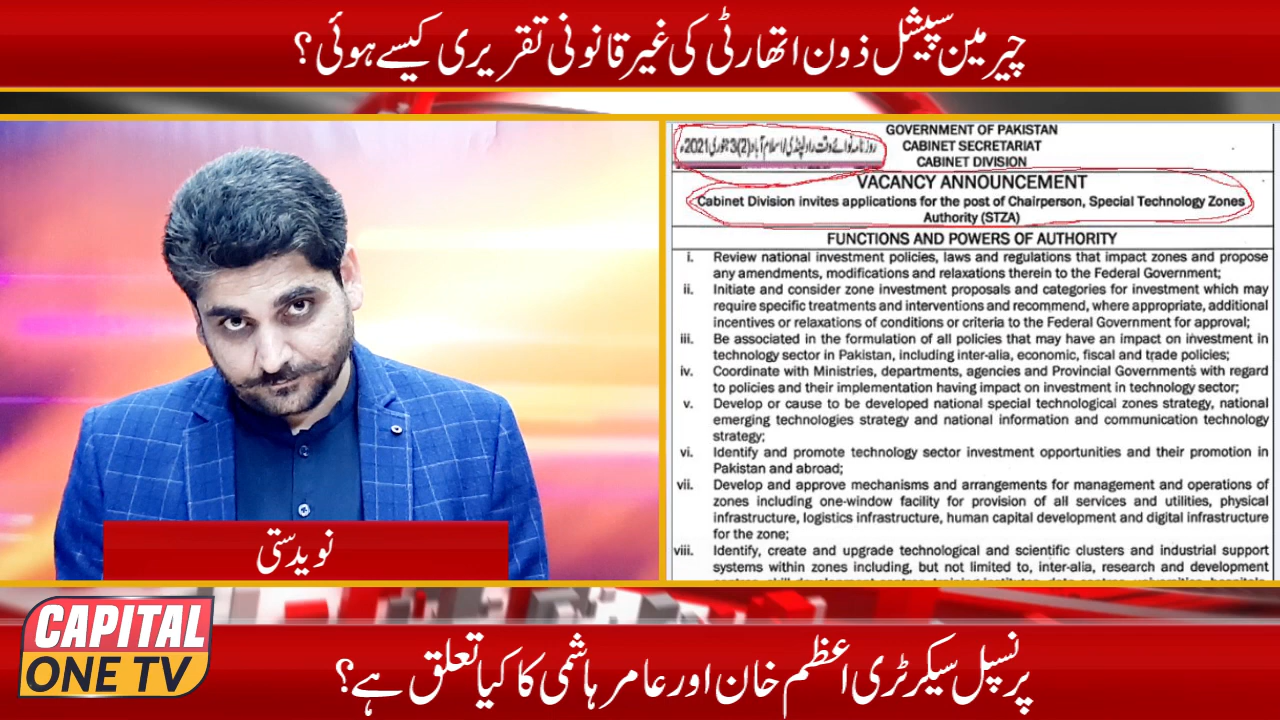 چیرمین سپیشل ذون اتھارٹی کی غیر قانونی تقریری کیسے ہوئی؟
GOVERNMENT OF PAKISTAN
CABINET SECRETARIAT
CABINET DIVISION
روزنامہ نوائے وقت راولپنڈی/اسلام آباد (2) 3 جنوری 2021ء
VACANCY ANNOUNCEMENT
Cabinet Division invites applications for the post of Chairperson, Special Technology Zones
Authority (STZA)
FUNCTIONS AND POWERS OF AUTHORITY
i. Review national investment policies, laws and regulations that impact zones and propose
any amendments, modifications and relaxations therein to the Federal Government;
ii. Initiate and consider zone investment proposals and categories for investment which may
require specific treatments and interventions and recommend, where appropriate, additional
incentives or relaxations of conditions or criteria to the Federal Government for approval;
iii. Be associated in the formulation of all policies that may have an impact on investment in
technology sector in Pakistan, including inter-alia, economic, fiscal and trade policies;
iv. Coordinate with Ministries, departments, agencies and Provincial Governments with regard
to policies and their implementation having impact on investment in technology sector;
v. Develop or cause to be developed national special technological zones strategy, national
emerging technologies strategy and national information and communication technology
strategy;
vi. Identify and promote technology sector investment opportunities and their promotion in
Pakistan and abroad;
vii. Develop and approve mechanisms and arrangements for management and operations of
zones including one-window facility for provision of all services and utilities, physical
infrastructure, logistics infrastructure, human capital development and digital infrastructure
for the zone;
viii. Identify, create and upgrade technological and scientific clusters and industrial support
systems within zones including, but not limited to, inter-alia, research and development
نوید ستی
CAPITAL
ONE TV
پرنسپل سیکرٹری اعظم خان اور عامر ہاشمی کا کیا تعلق ہے؟